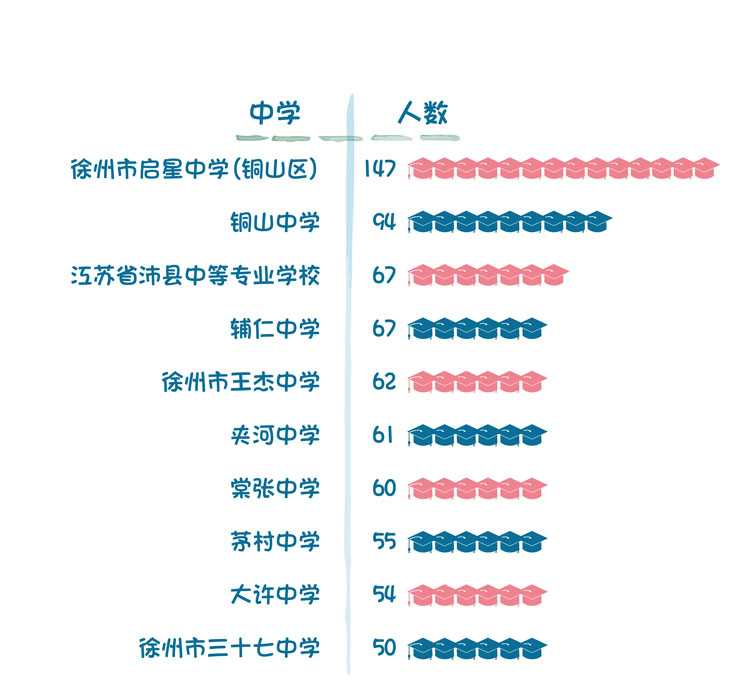 中学 人数
徐州市启星中学(铜山区) 147
铜山中学 94
江苏省沛县中等专业学校 67
辅仁中学 67
徐州市王杰中学 62
夹河中学 61
棠张中学 60
茅村中学 55
大许中学 54
徐州市三十七中学 50